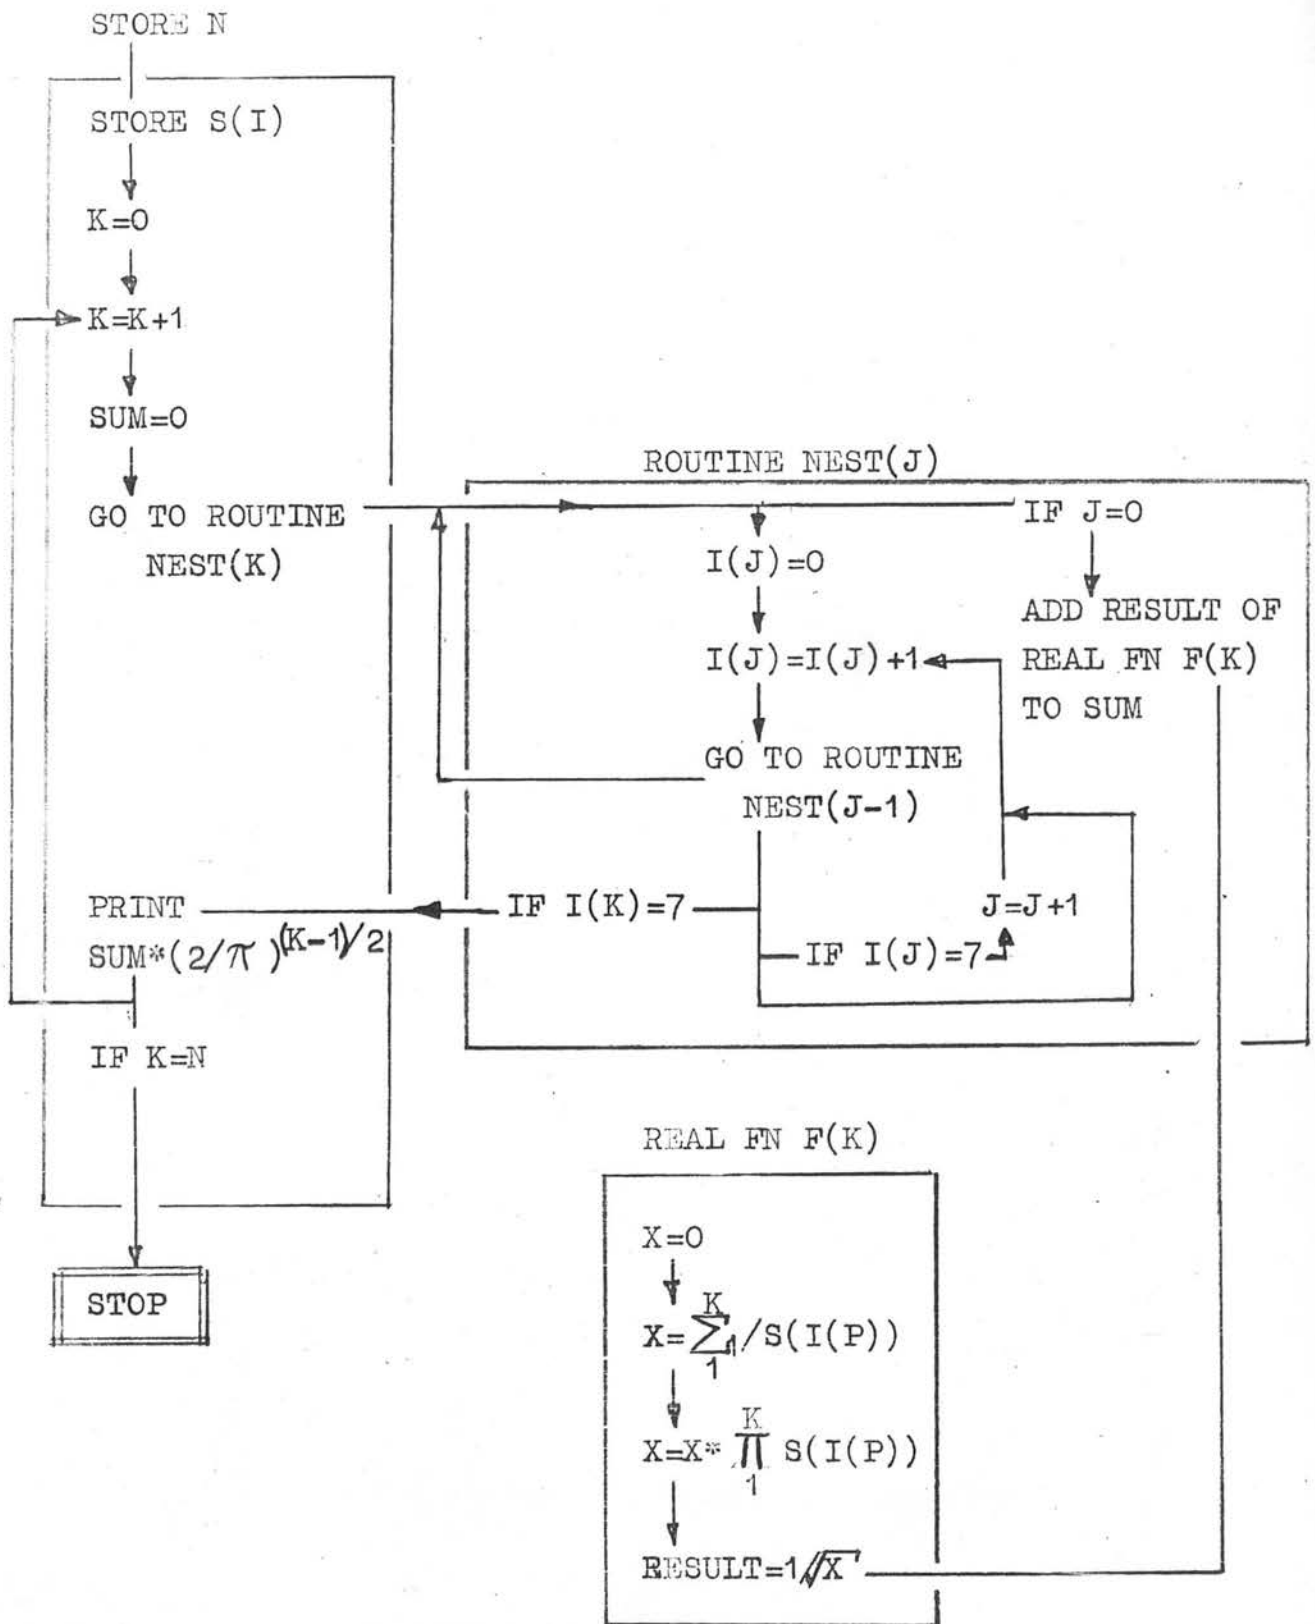 STORE N
STORE S(I)
K=0
K=K+1
SUM=0
GO TO ROUTINE
NEST(K)
ROUTINE NEST(J)
IF J=0
I(J)=0
ADD RESULT OF
REAL FN F(K)
TO SUM
I(J)=I(J)+1
GO TO ROUTINE
NEST(J-1)
IF I(K)=7
J=J+1
IF I(J)=7
PRINT
SUM*(2/π)(K-1)/2
IF K=N
STOP
REAL FN F(K)
X=0
K
X=∑1/S(I(P))
1
K
X=X* ∏ S(I(P))
1
RESULT=1/√X